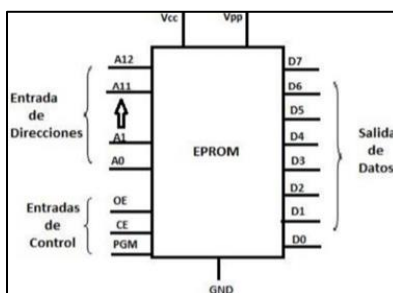 Vcc
Vpp
A12
A11
A1
A0
Entrada
de
Direcciones
OE
CE
PGM
Entradas
de
Control
EPROM
D7
D6
D5
D4
D3
D2
D1
D0
Salida
de
Datos
GND